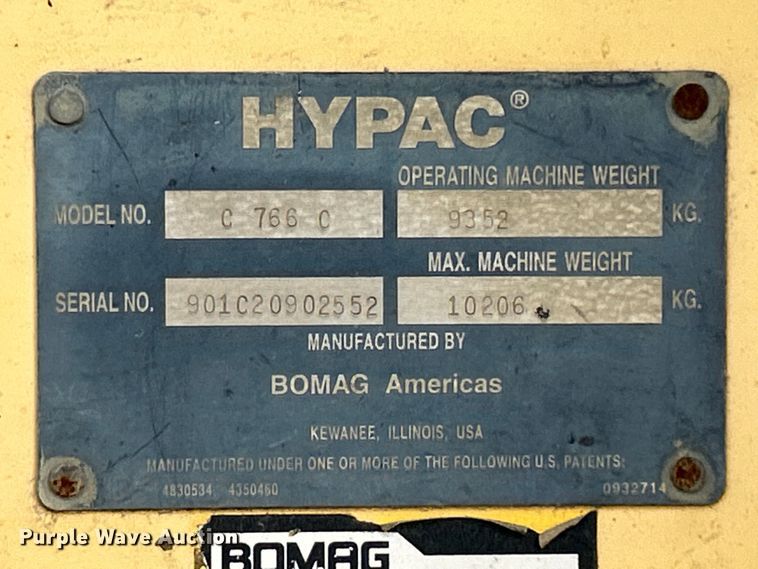 HYPAC®
OPERATING MACHINE WEIGHT
MODEL NO. C 766 C 9352 KG.
MAX. MACHINE WEIGHT
SERIAL NO. 901C20902552 10206 KG.
MANUFACTURED BY
BOMAG Americas
KEWANEE, ILLINOIS, USA
MANUFACTURED UNDER ONE OR MORE OF THE FOLLOWING U.S. PATENTS:
4830534 4350460 0932714
Purple Wave Auction
BOMAG